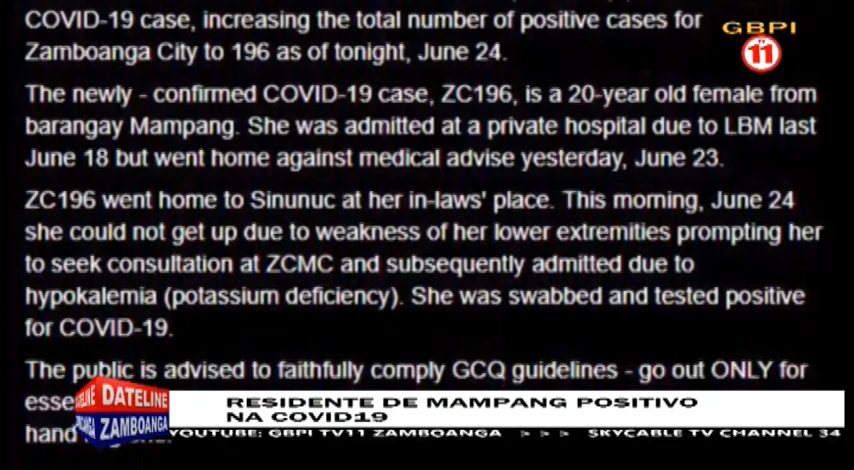 COVID-19 case, increasing the total number of positive cases for
Zamboanga City to 196 as of tonight, June 24.
GBPI
TV
11
The newly - confirmed COVID-19 case, ZC196, is a 20-year old female from
barangay Mampang. She was admitted at a private hospital due to LBM last
June 18 but went home against medical advise yesterday, June 23.
ZC196 went home to Sinunuc at her in-laws' place. This morning, June 24
she could not get up due to weakness of her lower extremities prompting her
to seek consultation at ZCMC and subsequently admitted due to
hypokalemia (potassium deficiency). She was swabbed and tested positive
for COVID-19.
The public is advised to faithfully comply GCQ guidelines - go out ONLY for
hand
DATELINE
ZAMBOANGA
RESIDENTE DE MAMPANG POSITIVO
NA COVID19
YOUTUBE: GBPI TV11 ZAMBOANGA > > > SKYCABLE TV CHANNEL 34